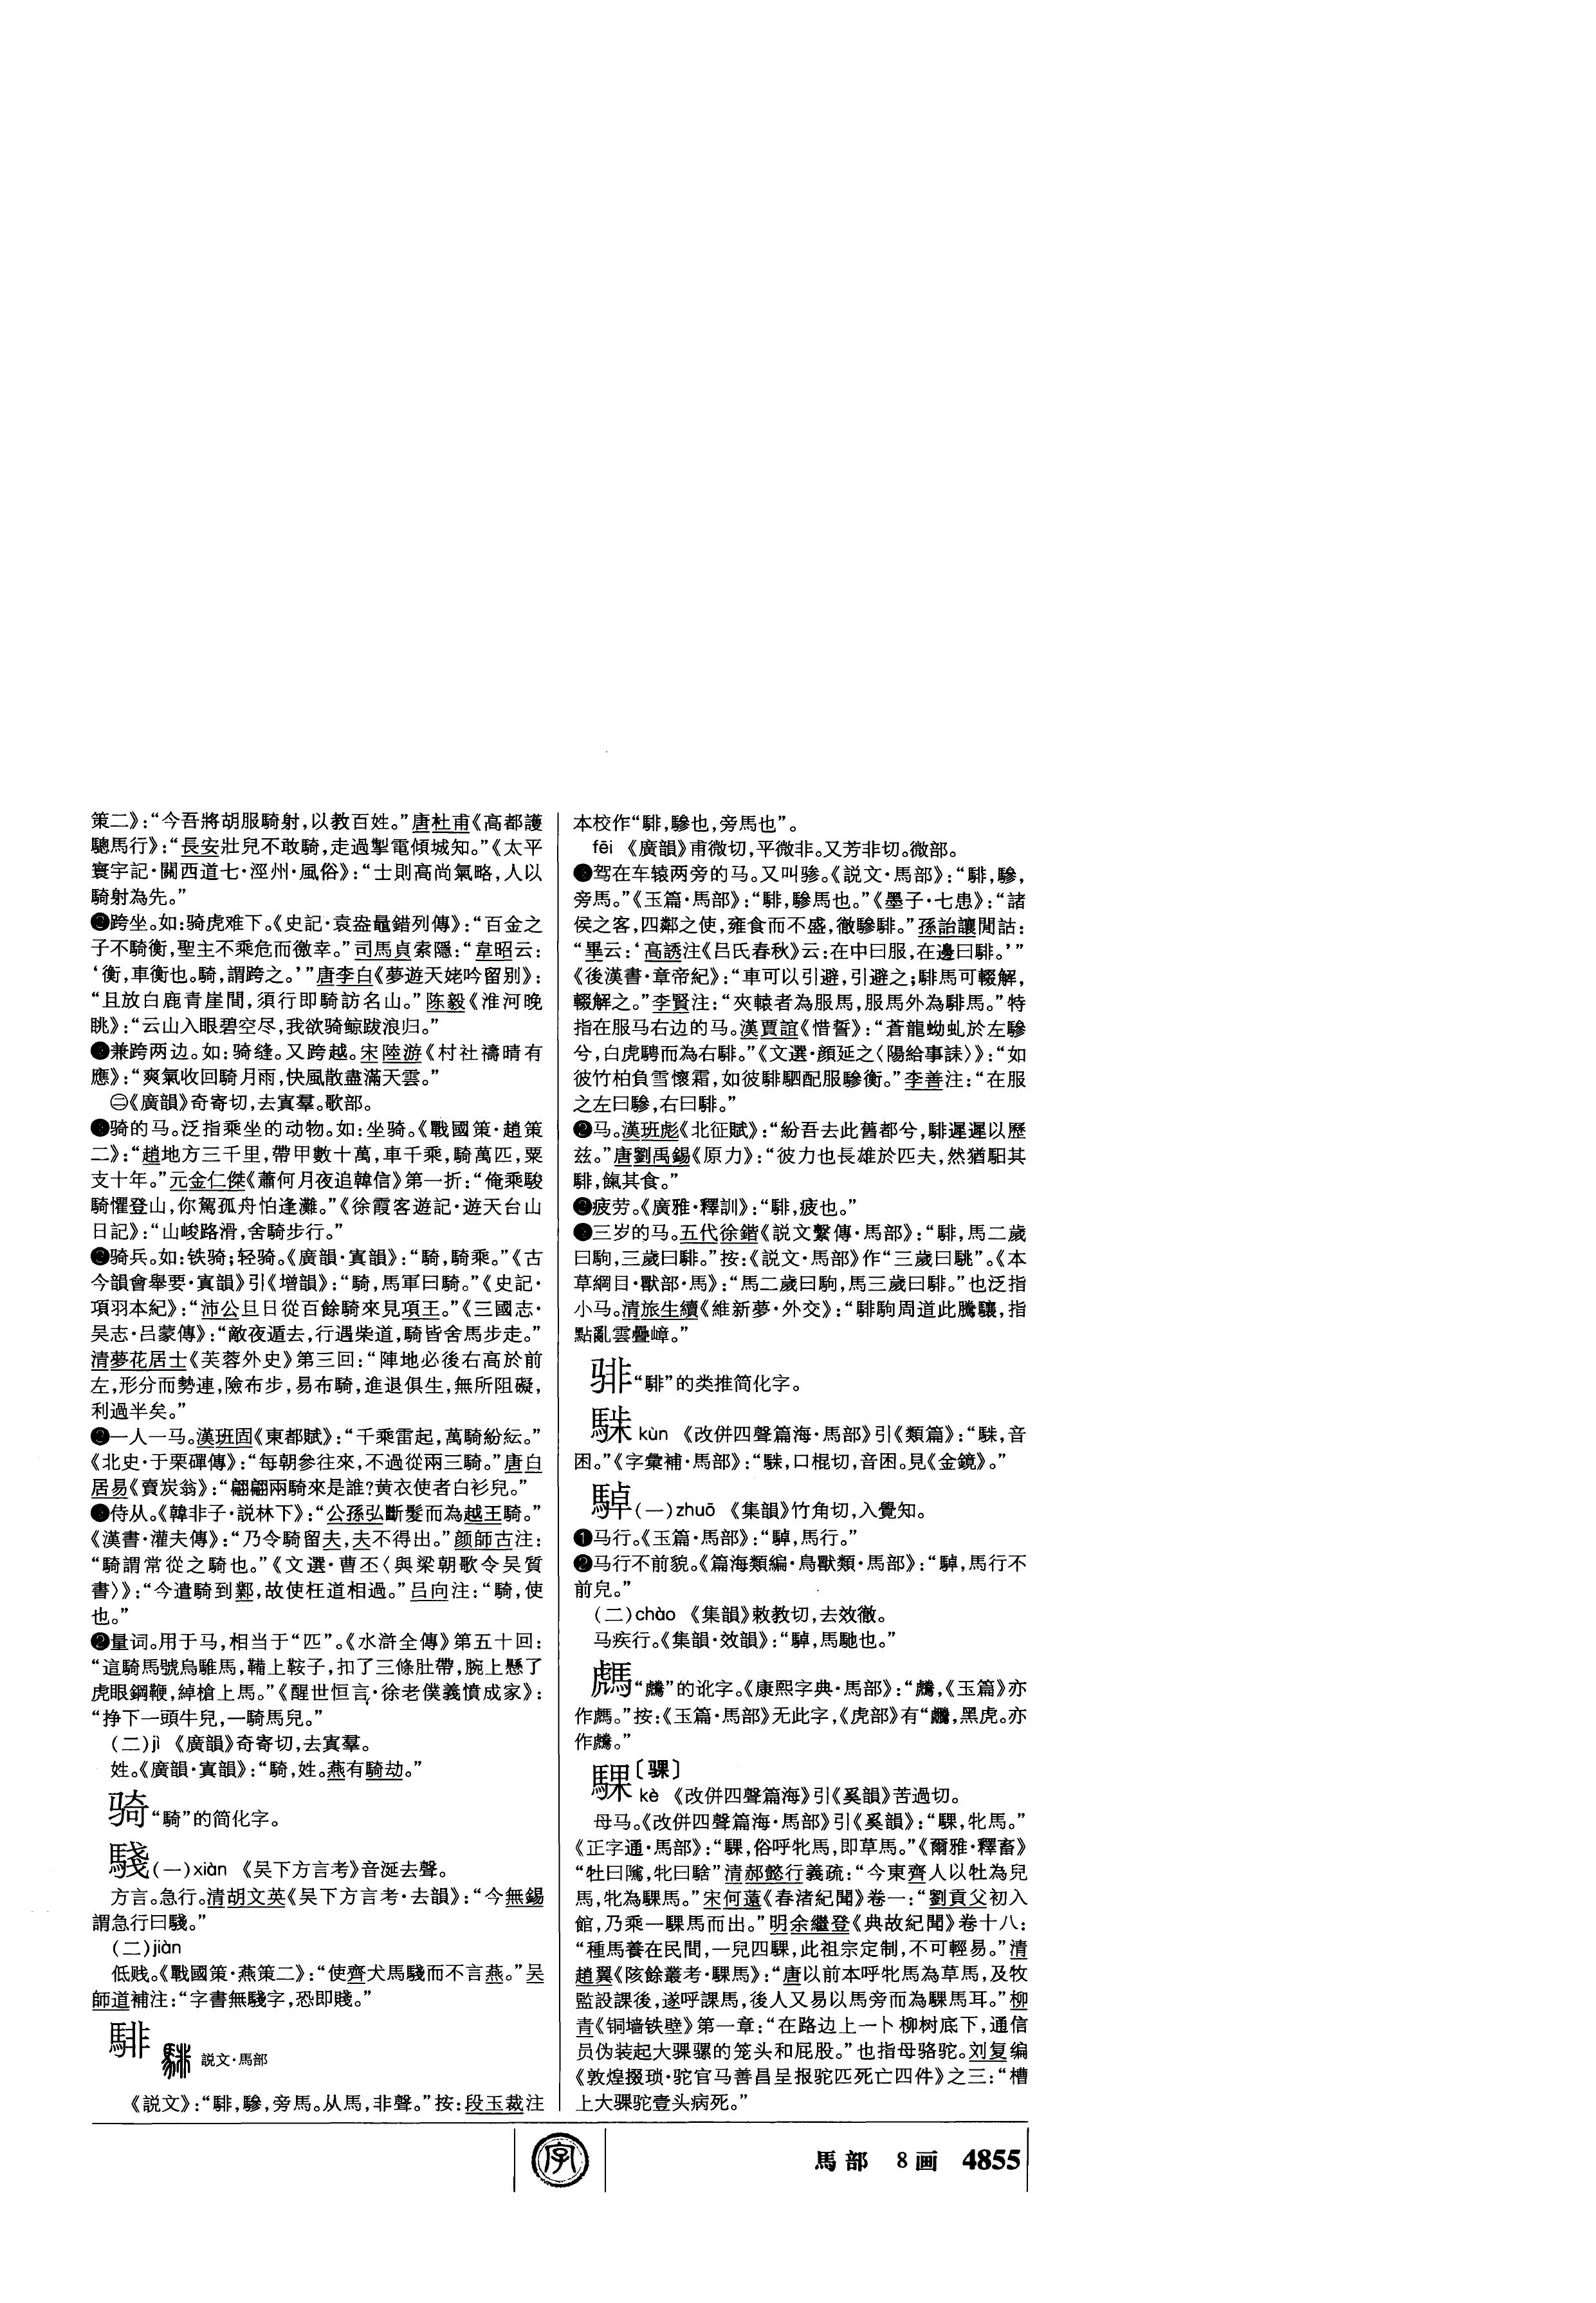 策二》:“今吾將胡服騎射,以教百姓。”唐杜甫《高都護
驄馬行》:“長安壯兒不敢騎,走過掣電傾城知。”《太平
寰宇記·關西道七·涇州·風俗》:“士則高尚氣略,人以
騎射為先。”
❷跨坐。如:骑虎难下。《史記·袁盎鼂錯列傳》:“百金之
子不騎衡,聖主不乘危而徼幸。”司馬貞索隱:“韋昭云:
‘衡,車衡也。騎,謂跨之。’”唐李白《夢遊天姥吟留别》:
“且放白鹿青崖間,須行即騎訪名山。”陈毅《淮河晚
眺》:“云山入眼碧空尽,我欲骑鲸跋浪归。”
❸兼跨两边。如:骑缝。又跨越。宋陸游《村社禱晴有
應》:“爽氣收回騎月雨,快風散盡滿天雲。”
㊂《廣韻》奇寄切,去寘羣。歌部。
❶骑的马。泛指乘坐的动物。如:坐骑。《戰國策·趙策
二》:“趙地方三千里,帶甲數十萬,車千乘,騎萬匹,粟
支十年。”元金仁傑《蕭何月夜追韓信》第一折:“俺乘駿
騎懼登山,你駕孤舟怕逢灘。”《徐霞客遊記·遊天台山
日記》:“山峻路滑,舍騎步行。”
❷骑兵。如:铁骑;轻骑。《廣韻·寘韻》:“騎,騎乘。”《古
今韻會舉要·寘韻》引《增韻》:“騎,馬軍曰騎。”《史記·
項羽本紀》:“沛公旦日從百餘騎來見項王。”《三國志·
吴志·吕蒙傳》:“敵夜遁去,行遇柴道,騎皆舍馬步走。”
清夢花居士《芙蓉外史》第三回:“陣地必後右高於前
左,形分而勢連,險布步,易布騎,進退俱生,無所阻礙,
利過半矣。”
❷一人一马。漢班固《東都賦》:“千乘雷起,萬騎紛紜。”
《北史·于栗磾傳》:“每朝參往來,不過從兩三騎。”唐白
居易《賣炭翁》:“翩翩兩騎來是誰?黄衣使者白衫兒。”
❸侍从。《韓非子·説林下》:“公孫弘斷髮而為越王騎。”
《漢書·灌夫傳》:“乃令騎留夫,夫不得出。”颜師古注:
“騎謂常從之騎也。”《文選·曹丕〈與梁朝歌令吴質
書〉》:“今遣騎到鄴,故使枉道相過。”吕向注:“騎,使
也。”
❷量词。用于马,相当于“匹”。《水滸全傳》第五十回:
“這騎馬號烏騅馬,鞴上鞍子,扣了三條肚帶,腕上懸了
虎眼鋼鞭,綽槍上馬。”《醒世恒言·徐老僕義憤成家》:
“挣下一頭牛兒,一騎馬兒。”
(二)jì 《廣韻》奇寄切,去寘羣。
姓。《廣韻·寘韻》:“騎,姓。燕有騎劫。”
骑“騎”的简化字。
䮺(一)xiàn 《吴下方言考》音涎去聲。
方言。急行。清胡文英《吴下方言考·去韻》:“今無錫
謂急行曰䮺。”
(二)jiàn
低贱。《戰國策·燕策二》:“使齊犬馬䮺而不言燕。”吴
師道補注:“字書無䮺字,恐即賤。”
騑 説文·馬部
《説文》:“騑,驂,旁馬。从馬,非聲。”按:段玉裁注
本校作“騑,驂也,旁馬也”。
fēi 《廣韻》甫微切,平微非。又芳非切。微部。
❶驾在车辕两旁的马。又叫骖。《説文·馬部》:“騑,驂,
旁馬。”《玉篇·馬部》:“騑,驂馬也。”《墨子·七患》:“諸
侯之客,四鄰之使,雍食而不盛,徹驂騑。”孫詒讓閒詁:
“畢云:‘高誘注《吕氏春秋》云:在中曰服,在邊曰騑。’”
《後漢書·章帝紀》:“車可以引避,引避之;騑馬可輟解,
輟解之。”李賢注:“夾轅者為服馬,服馬外為騑馬。”特
指在服马右边的马。漢賈誼《惜誓》:“蒼龍蚴虬於左驂
兮,白虎騁而為右騑。”《文選·顔延之〈陽給事誄〉》:“如
彼竹柏負雪懷霜,如彼騑駟配服驂衡。”李善注:“在服
之左曰驂,右曰騑。”
❷马。漢班彪《北征賦》:“紛吾去此舊都兮,騑遲遲以歷
兹。”唐劉禹錫《原力》:“彼力也長雄於匹夫,然猶馹其
騑,餼其食。”
❸疲劳。《廣雅·釋訓》:“騑,疲也。”
❹三岁的马。五代徐鍇《説文繫傳·馬部》:“騑,馬二歲
曰駒,三歲曰騑。”按:《説文·馬部》作“三歲曰駣”。《本
草綱目·獸部·馬》:“馬二歲曰駒,馬三歲曰騑。”也泛指
小马。清旅生續《維新夢·外交》:“騑駒周道此騰驤,指
點亂雲疊嶂。”
𬳽“騑”的类推简化字。
kùn 《改併四聲篇海·馬部》引《類篇》:“音
困。”《字彙補·馬部》:“口棍切,音困。見《金鏡》。”
䮓(一)zhuō 《集韻》竹角切,入覺知。
❶马行。《玉篇·馬部》:“䮓,馬行。”
❷马行不前貌。《篇海類編·鳥獸類·馬部》:“䮓,馬行不
前皃。”
(二)chào 《集韻》敕教切,去效徹。
马疾行。《集韻·效韻》:“䮓,馬馳也。”
的讹字。《康熙字典·馬部》:《玉篇》亦
作。”按:《玉篇·馬部》无此字,《虎部》有“黑虎。亦
作。”
騍〔骒〕
kè 《改併四聲篇海》引《奚韻》苦過切。
母马。《改併四聲篇海·馬部》引《奚韻》:“騍,牝馬。”
《正字通·馬部》:“騍,俗呼牝馬,即草馬。”《爾雅·釋畜》
“牡曰騭,牝曰騇”清郝懿行義疏:“今東齊人以牡為兒
馬,牝為騍馬。”宋何薳《春渚紀聞》卷一:“劉貢父初入
館,乃乘一騍馬而出。”明余繼登《典故紀聞》卷十八:
“種馬養在民間,一兒四騍,此祖宗定制,不可輕易。”清
趙翼《陔餘叢考·騍馬》:“唐以前本呼牝馬為草馬,及牧
監設課後,遂呼課馬,後人又易以馬旁而為騍馬耳。”柳
青《铜墙铁壁》第一章:“在路边上一卜柳树底下,通信
员伪装起大骒骡的笼头和屁股。”也指母骆驼。刘复编
《敦煌掇琐·驼官马善昌呈报驼匹死亡四件》之三:“槽
上大骒驼壹头病死。”
字
馬部 8画 4855